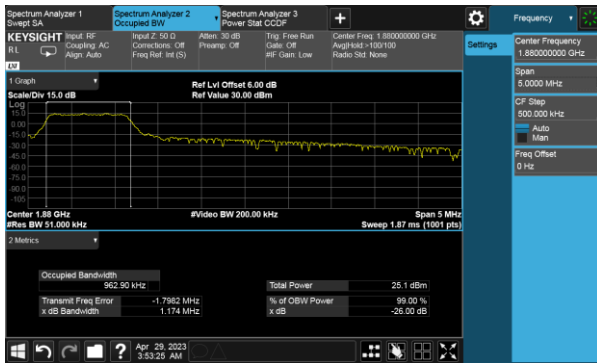 Spectrum Analyzer 1
Swept SA
Spectrum Analyzer 2
Occupied BW
Spectrum Analyzer 3
Power Stat CCDF
+
Frequency
KEYSIGHT
RL
Input: RF
Coupling: AC
Align: Auto
Input Z: 50 Ω
Corrections: Off
Freq Ref: Int (S)
Atten: 30 dB
Preamp: Off
Trig: Free Run
Gate: Off
#IF Gain: Low
Center Freq: 1.880000000 GHz
Avg|Hold:>100/100
Radio Std: None
LXI
Settings
Center Frequency
1.880000000 GHz
Span
5.0000 MHz
CF Step
500.000 kHz
Auto
Man
Freq Offset
0 Hz
1 Graph
Scale/Div 15.0 dB
Ref Lvl Offset 6.00 dB
Ref Value 30.00 dBm
Log
15.0
0.00
-15.0
-30.0
-45.0
-60.0
-75.0
-90.0
-105
Center 1.88 GHz
#Res BW 51.000 kHz
#Video BW 200.00 kHz
Span 5 MHz
Sweep 1.87 ms (1001 pts)
2 Metrics
Occupied Bandwidth
962.90 kHz
Total Power 25.1 dBm
Transmit Freq Error -1.7982 MHz
% of OBW Power 99.00 %
x dB Bandwidth 1.174 MHz
x dB -26.00 dB
?
Apr 29, 2023
3:53:25 AM